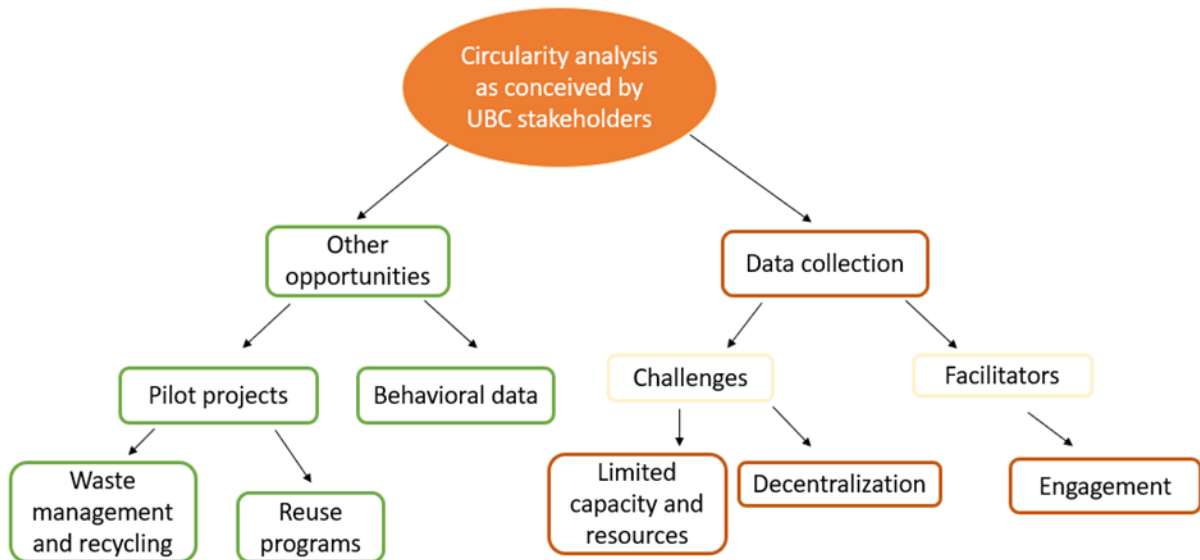 Circularity analysis
as conceived by
UBC stakeholders
Other
opportunities
Data collection
Pilot projects
Behavioral data
Challenges
Facilitators
Waste
management
and recycling
Reuse
programs
Limited
capacity and
resources
Decentralization
Engagement